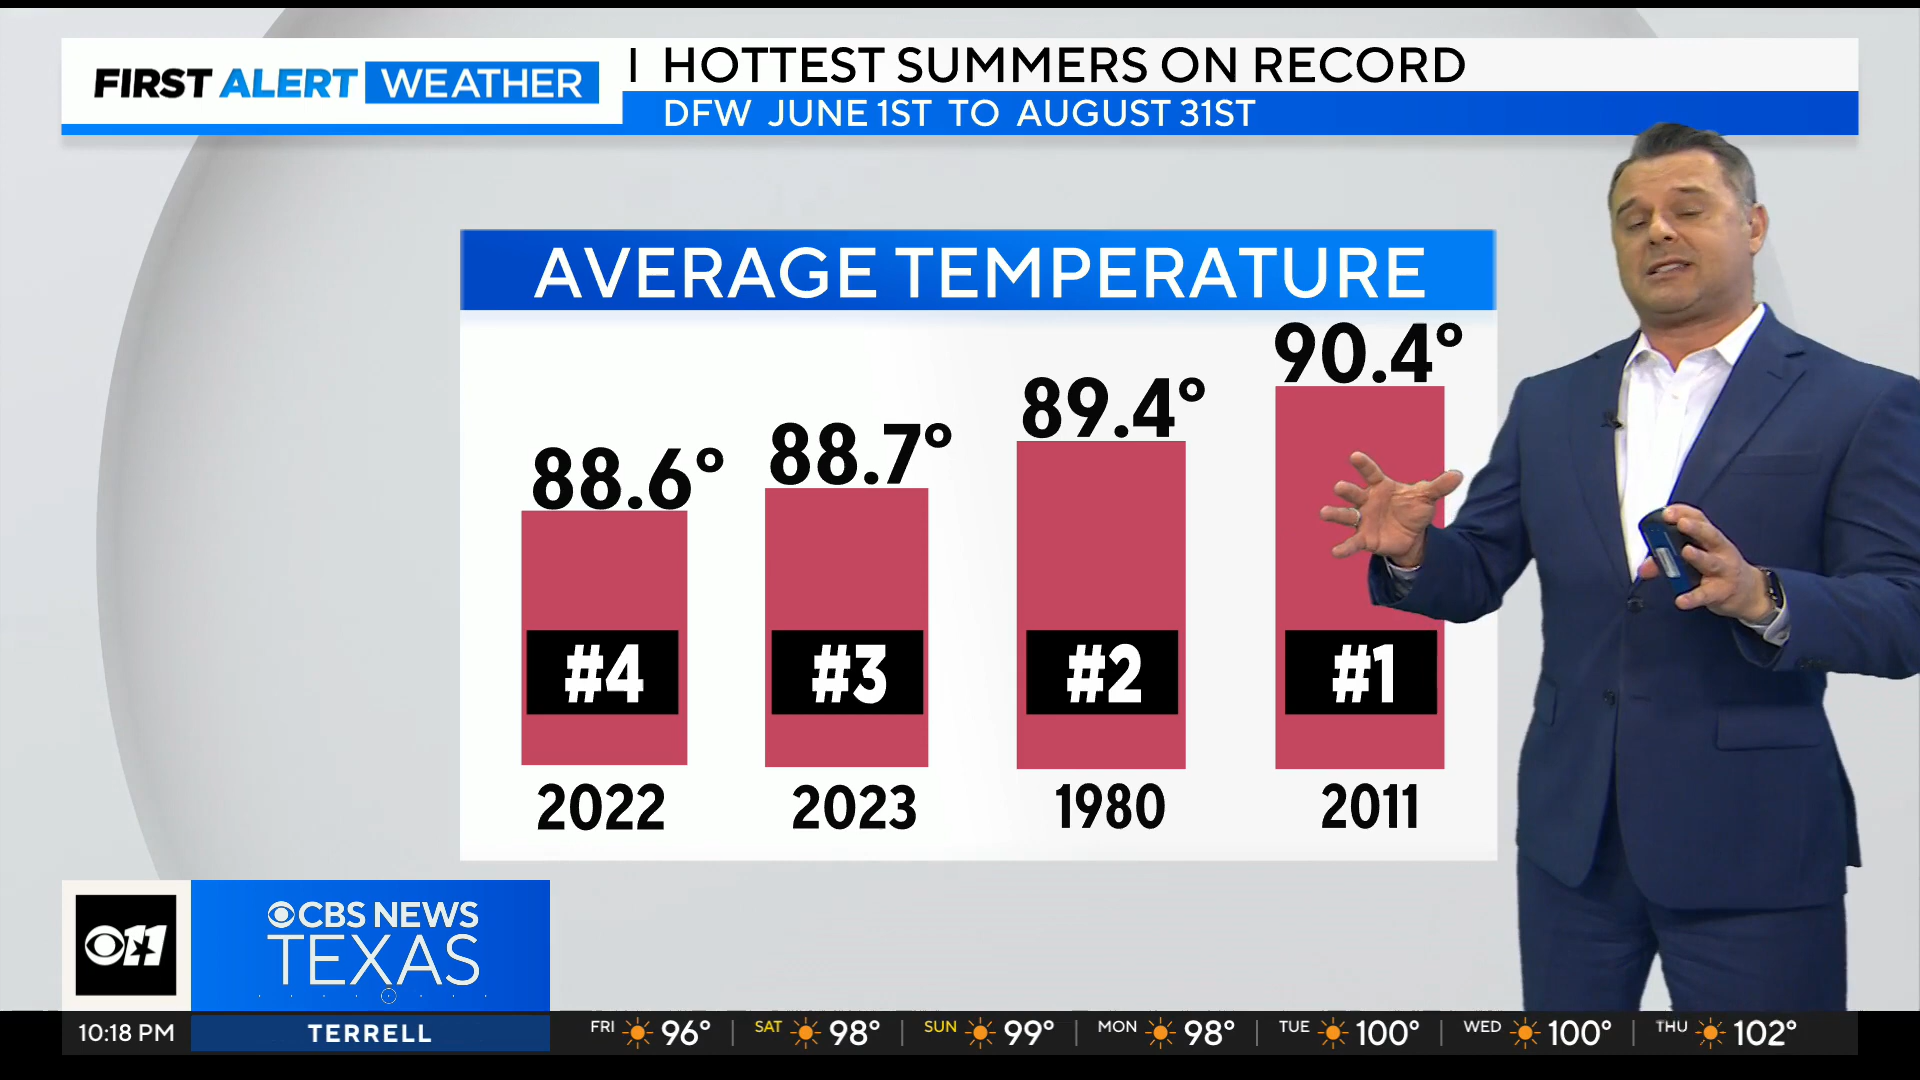 FIRST ALERT WEATHER
| HOTTEST SUMMERS ON RECORD
DFW JUNE 1ST TO AUGUST 31ST
AVERAGE TEMPERATURE
88.6° 88.7° 89.4° 90.4°
#4 #3 #2 #1
2022 2023 1980 2011
11
CBS NEWS
TEXAS
10:18 PM TERRELL FRI 96° SAT 98° SUN 99° MON 98° TUE 100° WED 100° THU 102°